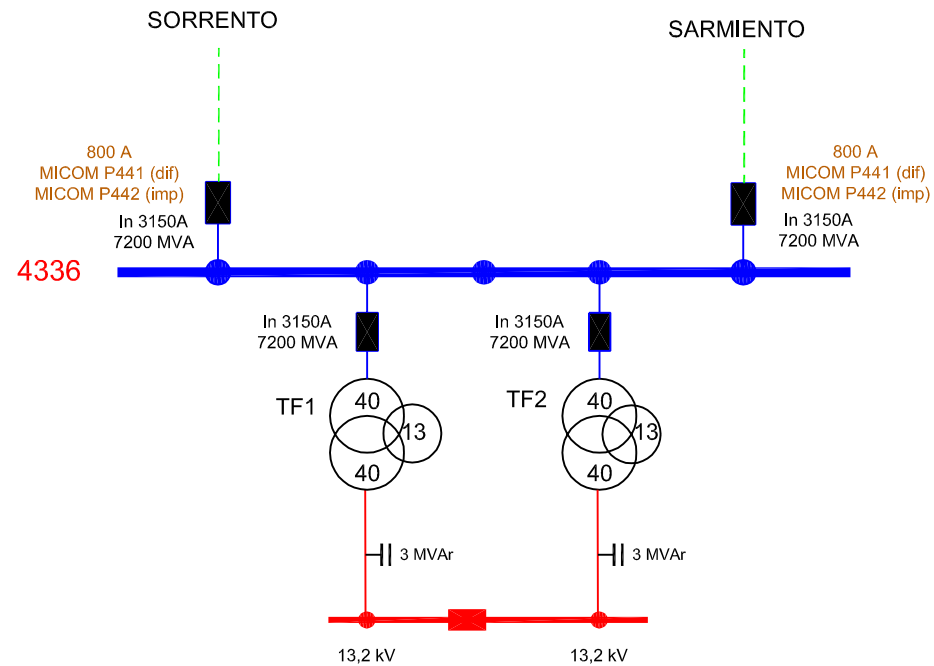 SORRENTO
SARMIENTO
800 A
MICOM P441 (dif)
MICOM P442 (imp)
In 3150A
7200 MVA
800 A
MICOM P441 (dif)
MICOM P442 (imp)
In 3150A
7200 MVA
4336
In 3150A
7200 MVA
In 3150A
7200 MVA
TF1
40
13
40
TF2
40
13
40
3 MVAr
3 MVAr
13,2 kV
13,2 kV